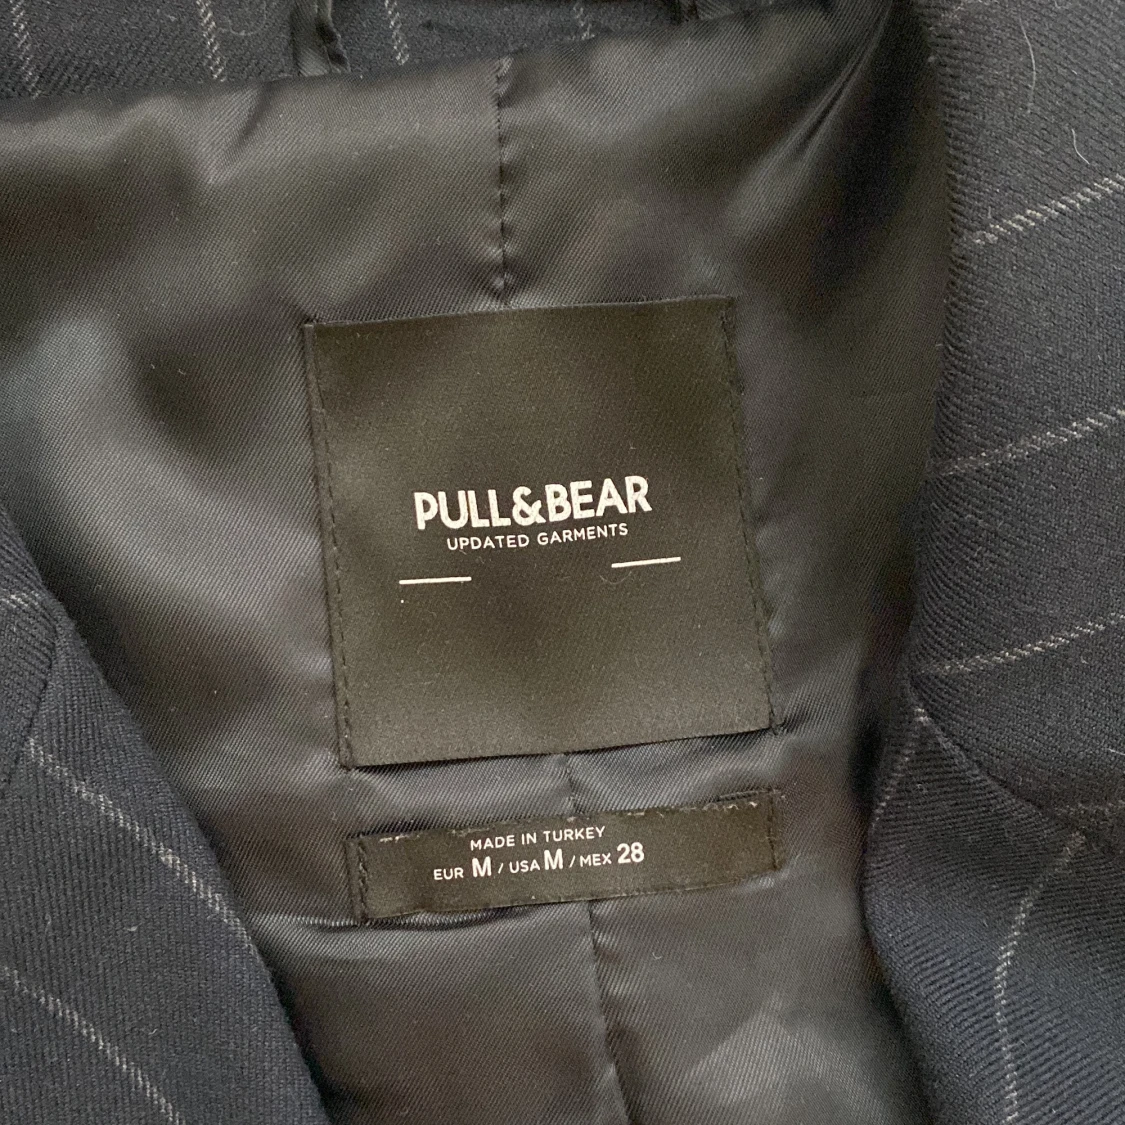 PULL&BEAR
UPDATED GARMENTS
MADE IN TURKEY
EUR M / USA M / MEX 28